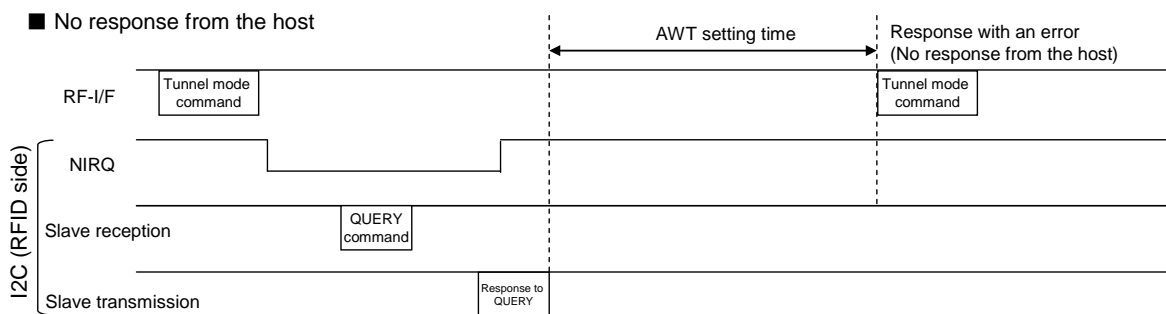 ■ No response from the host
AWT setting time
Response with an error
(No response from the host)
RF-I/F
Tunnel mode
command
Tunnel mode
command
I2C (RFID side)
NIRQ
Slave reception
QUERY
command
Slave transmission
Response to
QUERY